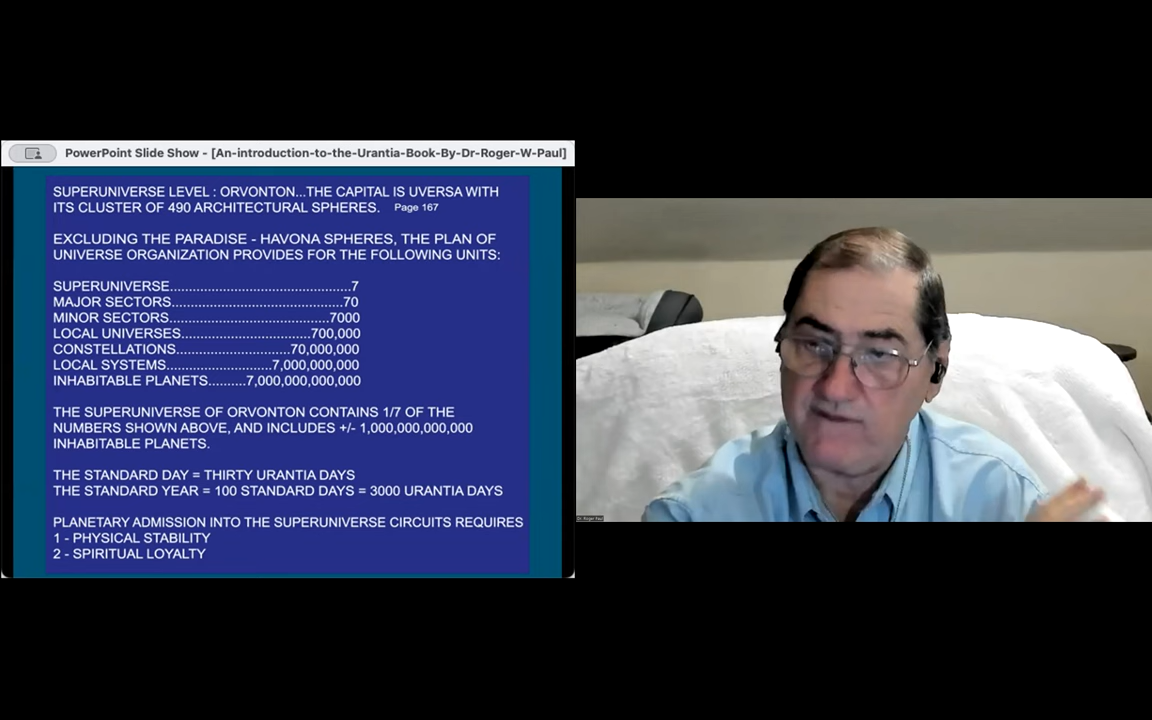 PowerPoint Slide Show - [An-introduction-to-the-Urantia-Book-By-Dr-Roger-W-Paul]
SUPERUNIVERSE LEVEL : ORVONTON...THE CAPITAL IS UVERSA WITH
ITS CLUSTER OF 490 ARCHITECTURAL SPHERES. Page 167
EXCLUDING THE PARADISE - HAVONA SPHERES, THE PLAN OF
UNIVERSE ORGANIZATION PROVIDES FOR THE FOLLOWING UNITS:
SUPERUNIVERSE...............................................7
MAJOR SECTORS............................................70
MINOR SECTORS........................................7000
LOCAL UNIVERSES.................................700,000
CONSTELLATIONS.............................70,000,000
LOCAL SYSTEMS...........................7,000,000,000
INHABITABLE PLANETS..........7,000,000,000,000
THE SUPERUNIVERSE OF ORVONTON CONTAINS 1/7 OF THE
NUMBERS SHOWN ABOVE, AND INCLUDES +/- 1,000,000,000,000
INHABITABLE PLANETS.
THE STANDARD DAY = THIRTY URANTIA DAYS
THE STANDARD YEAR = 100 STANDARD DAYS = 3000 URANTIA DAYS
PLANETARY ADMISSION INTO THE SUPERUNIVERSE CIRCUITS REQUIRES
1 - PHYSICAL STABILITY
2 - SPIRITUAL LOYALTY
Dr. Roger Paul